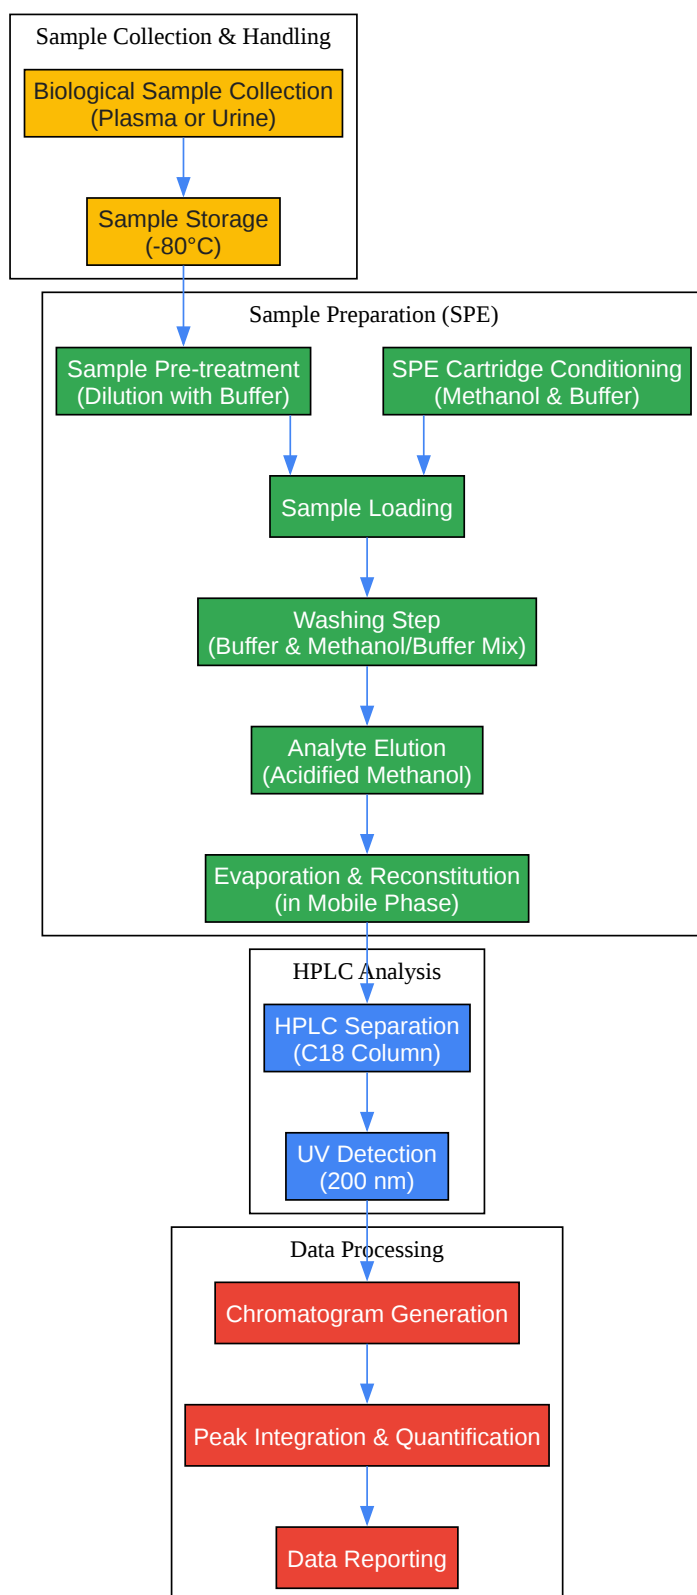 Sample Collection & Handling
Biological Sample Collection
(Plasma or Urine)
Sample Storage
(-80°C)
Sample Preparation (SPE)
Sample Pre-treatment
(Dilution with Buffer)
SPE Cartridge Conditioning
(Methanol & Buffer)
Sample Loading
Washing Step
(Buffer & Methanol/Buffer Mix)
Analyte Elution
(Acidified Methanol)
Evaporation & Reconstitution
(in Mobile Phase)
HPLC Analysis
HPLC Separation
(C18 Column)
UV Detection
(200 nm)
Data Processing
Chromatogram Generation
Peak Integration & Quantification
Data Reporting